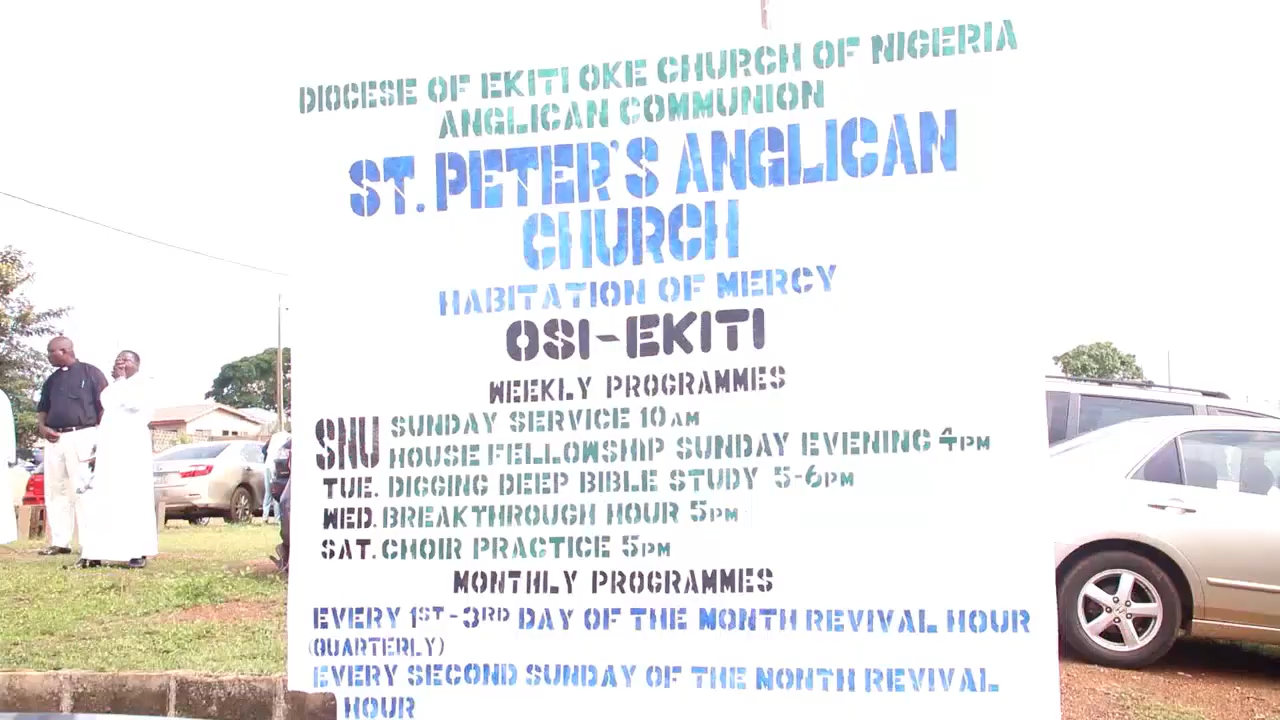 DIOCESE OF EKITI OKE CHURCH OF NIGERIA
ANGLICAN COMMUNION
ST. PETER'S ANGLICAN
CHURCH
HABITATION OF MERCY
OSI-EKITI
WEEKLY PROGRAMMES
SNU SUNDAY SERVICE 10AM
HOUSE FELLOWSHIP SUNDAY EVENING 4PM
TUE. DIGGING DEEP BIBLE STUDY 5-6PM
WED. BREAKTHROUGH HOUR 5PM
SAT. CHOIR PRACTICE 5PM
MONTHLY PROGRAMMES
EVERY 1ST-3RD DAY OF THE MONTH REVIVAL HOUR
(QUARTERLY)
EVERY SECOND SUNDAY OF THE MONTH REVIVAL
HOUR